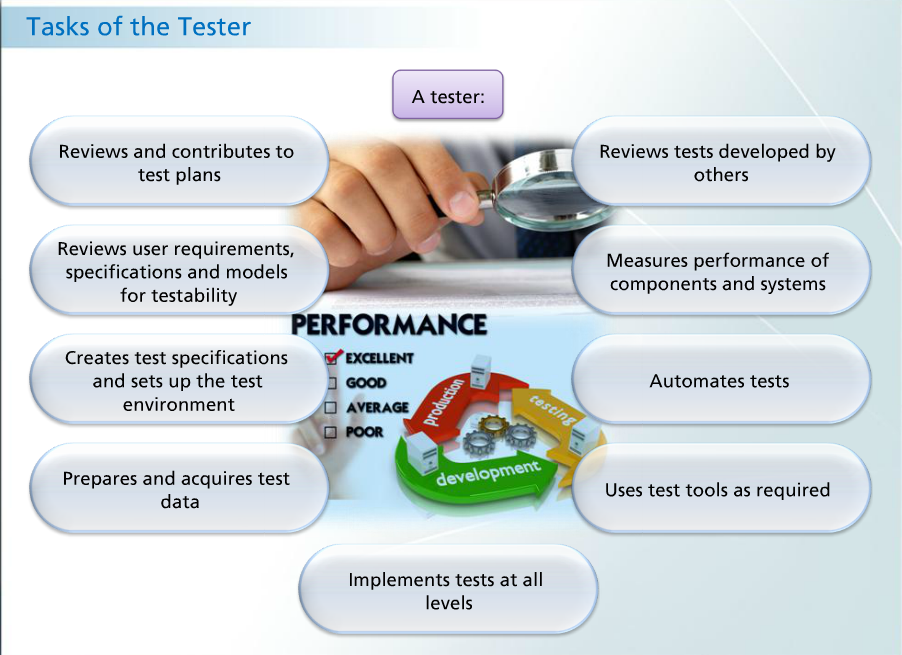 Tasks of the Tester
A tester:
Reviews and contributes to
test plans
Reviews user requirements,
specifications and models
for testability
Creates test specifications
and sets up the test
environment
Prepares and acquires test
data
Reviews tests developed by
others
Measures performance of
components and systems
Automates tests
Uses test tools as required
Implements tests at all
levels
PERFORMANCE
EXCELLENT
GOOD
AVERAGE
POOR
production
testing
development